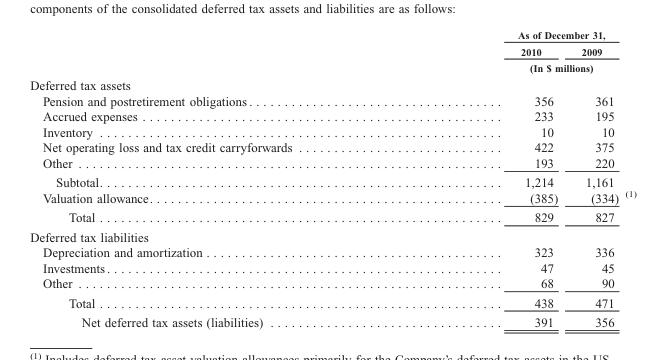 components of the consolidated deferred tax assets and liabilities are as follows:
As of December 31,
2010 2009
(In $ millions)
Deferred tax assets
Pension and postretirement obligations 356 361
Accrued expenses 233 195
Inventory 10 10
Net operating loss and tax credit carryforwards 422 375
Other 193 220
Subtotal 1,214 1,161
Valuation allowance (385) (334) (1)
Total 829 827
Deferred tax liabilities
Depreciation and amortization 323 336
Investments 47 45
Other 68 90
Total 438 471
Net deferred tax assets (liabilities) 391 356
(1) Includes deferred tax asset valuation allowances primarily for the Company's deferred tax assets in the US